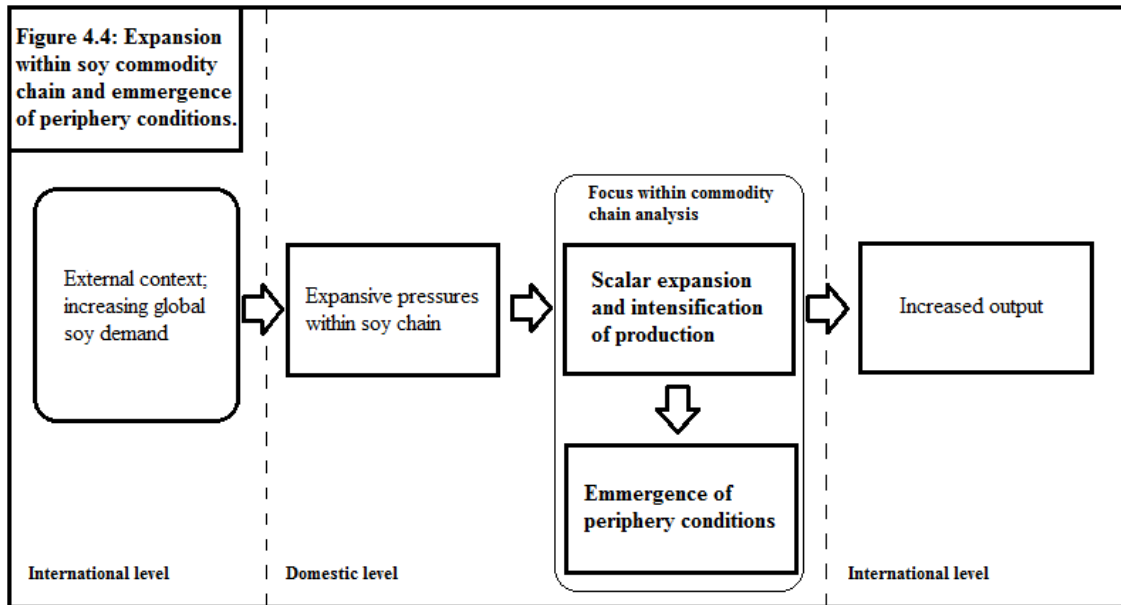 Figure 4.4: Expansion
within soy commodity
chain and emmergence
of periphery conditions.
External context;
increasing global
soy demand
Expansive pressures
within soy chain
Focus within commodity
chain analysis
Scalar expansion
and intensification
of production
Emmergence of
periphery conditions
Increased output
International level
Domestic level
International level